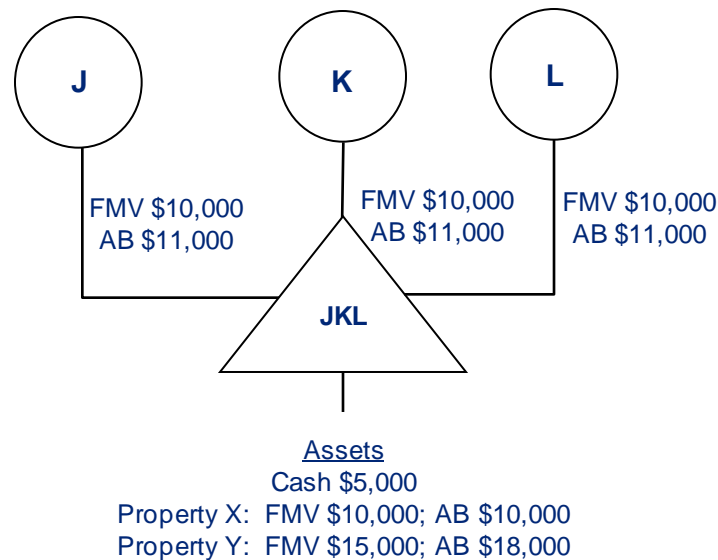 J
K
L
FMV $10,000
AB $11,000
FMV $10,000
AB $11,000
FMV $10,000
AB $11,000
JKL
Assets
Cash $5,000
Property X: FMV $10,000; AB $10,000
Property Y: FMV $15,000; AB $18,000